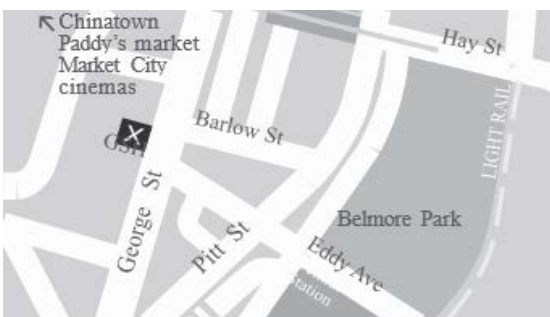 Chinatown
Paddy's market
Market City
cinemas
Hay St
Barlow St
LIGHT RAIL
X
George St
Pitt St
Belmore Park
Eddy Ave